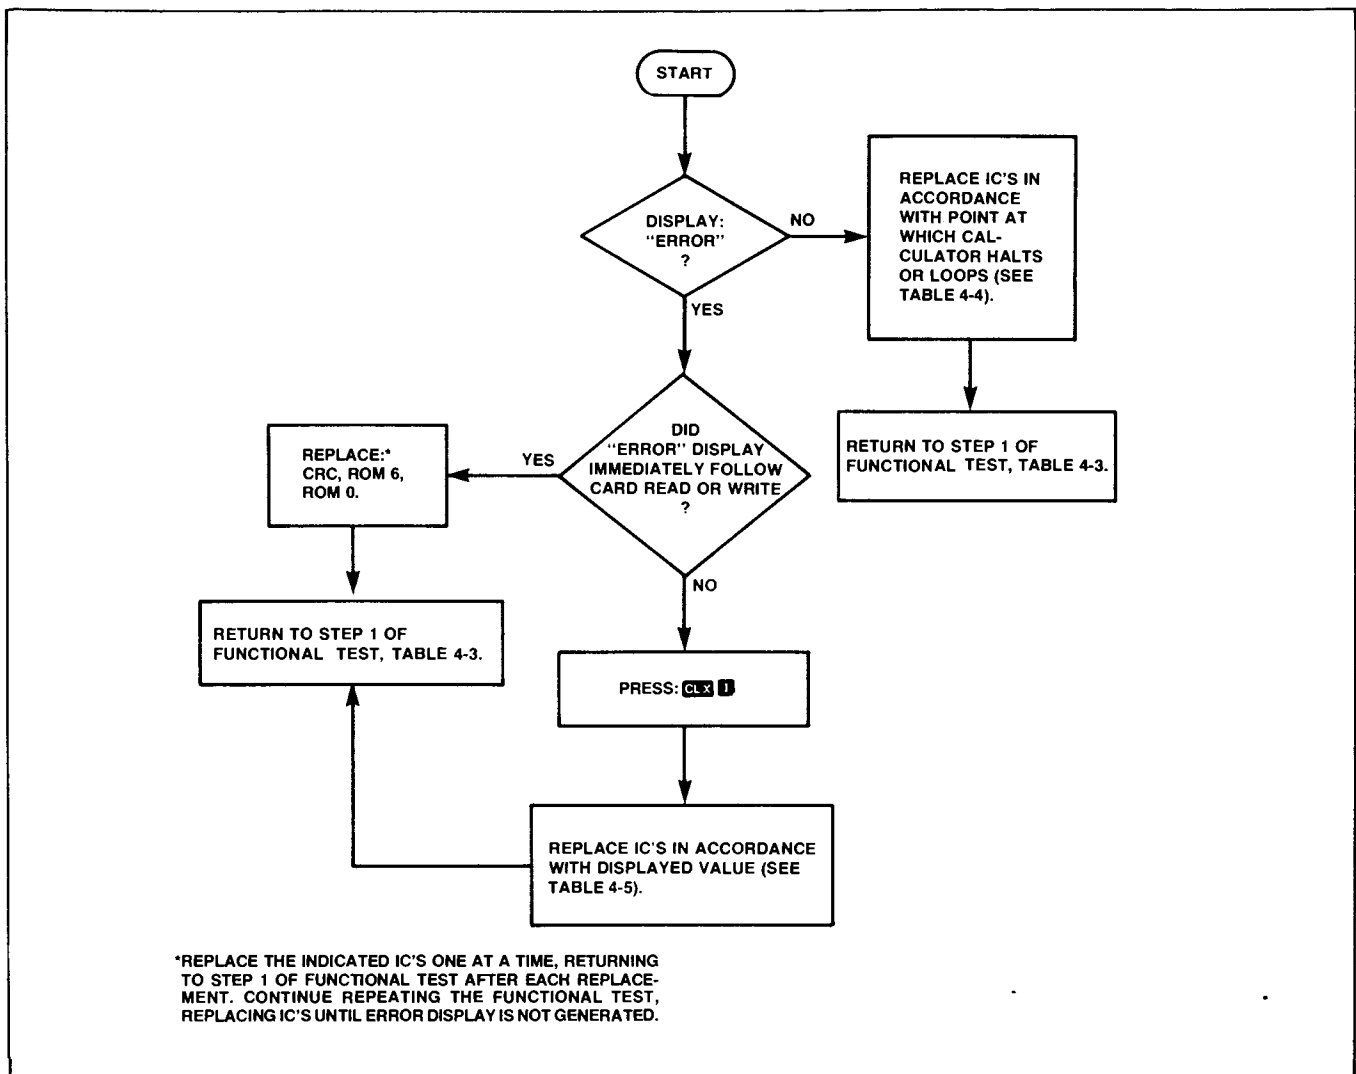 START
DISPLAY:
"ERROR"
?
NO
YES
REPLACE IC'S IN
ACCORDANCE
WITH POINT AT
WHICH CAL-
CULATOR HALTS
OR LOOPS (SEE
TABLE 4-4).
RETURN TO STEP 1 OF
FUNCTIONAL TEST, TABLE 4-3.
DID
"ERROR" DISPLAY
IMMEDIATELY FOLLOW
CARD READ OR WRITE
?
YES
NO
REPLACE:*
CRC, ROM 6,
ROM 0.
RETURN TO STEP 1 OF
FUNCTIONAL TEST, TABLE 4-3.
PRESS: CLX I
REPLACE IC'S IN ACCORDANCE
WITH DISPLAYED VALUE (SEE
TABLE 4-5).
*REPLACE THE INDICATED IC'S ONE AT A TIME, RETURNING
TO STEP 1 OF FUNCTIONAL TEST AFTER EACH REPLACE-
MENT. CONTINUE REPEATING THE FUNCTIONAL TEST,
REPLACING IC'S UNTIL ERROR DISPLAY IS NOT GENERATED.